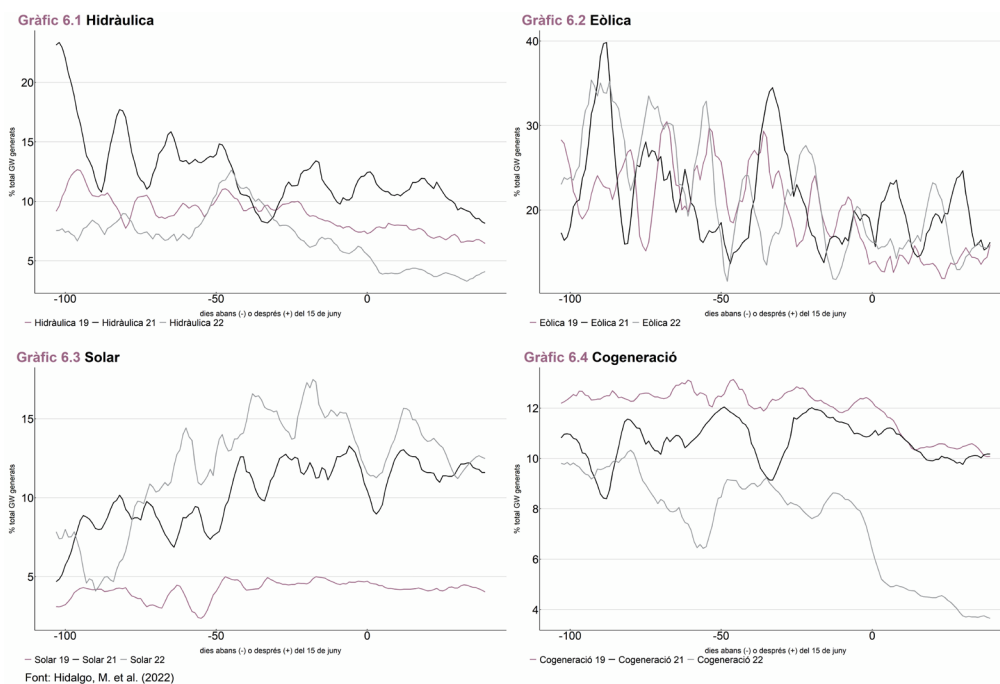 Gràfic 6.1 Hidràulica
% total GW generats
20
15
10
5
-100
-50
0
dies abans (-) o després (+) del 15 de juny
Hidràulica 19 Hidràulica 21 Hidràulica 22
Gràfic 6.2 Eòlica
% total GW generats
40
30
20
-100
-50
0
dies abans (-) o després (+) del 15 de juny
Eòlica 19 Eòlica 21 Eòlica 22
Gràfic 6.3 Solar
% total GW generats
15
10
5
-100
-50
0
dies abans (-) o després (+) del 15 de juny
Solar 19 Solar 21 Solar 22
Gràfic 6.4 Cogeneració
% total GW generats
12
10
8
6
4
-100
-50
0
dies abans (-) o després (+) del 15 de juny
Cogeneració 19 Cogeneració 21 Cogeneració 22
Font: Hidalgo, M. et al. (2022)